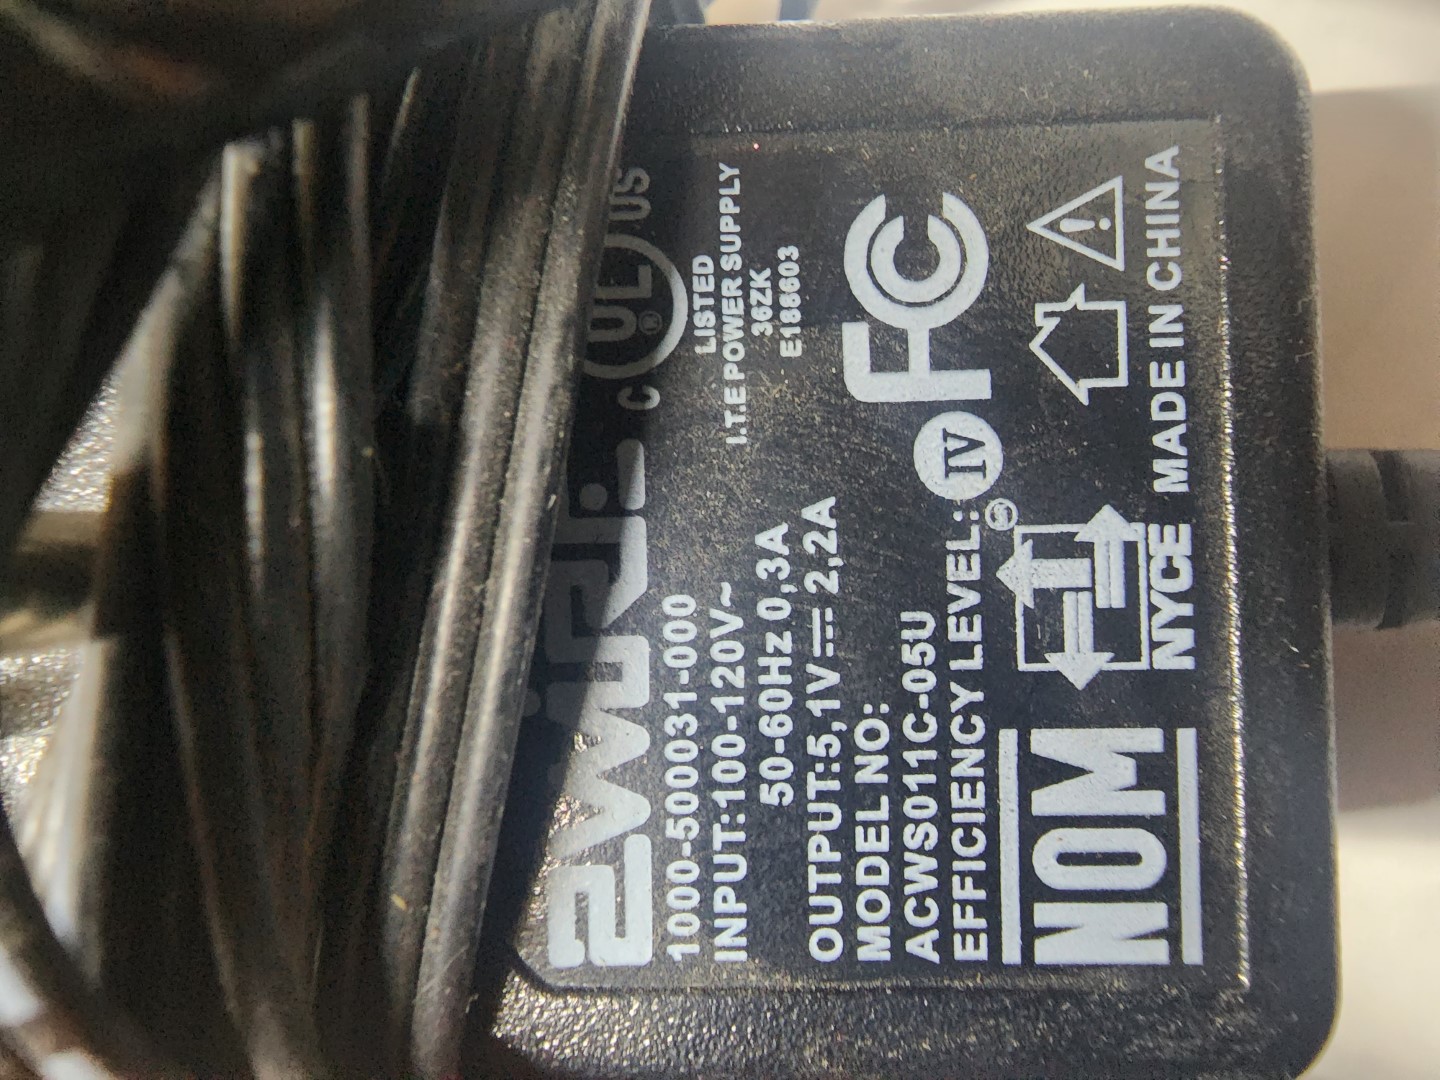 2WIRE
1000-500031-000
INPUT:100-120V~
50-60Hz 0,3A
OUTPUT:5,1V⎓ 2,2A
MODEL NO:
ACWS011C-05U
EFFICIENCY LEVEL: IV
C UL US
LISTED
I.T.E POWER SUPPLY
36ZK
E188603
FC
NOM
NYCE
MADE IN CHINA